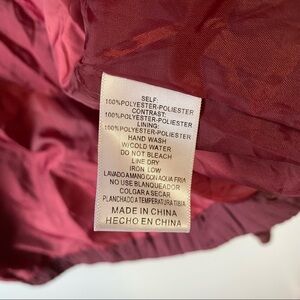 SELF:
100%POLYESTER-POLIESTER
CONTRAST:
100%POLYESTER-POLIESTER
LINING:
100%POLYESTER-POLIESTER
HAND WASH
W/COLD WATER
DO NOT BLEACH
LINE DRY
IRON LOW
LAVADO A MANO CON AQUA FRIA
NO USE BLANQUEADOR
COLGAR A SECAR
PLANCHADO A TEMPERATURA TIBIA
MADE IN CHINA
HECHO EN CHINA